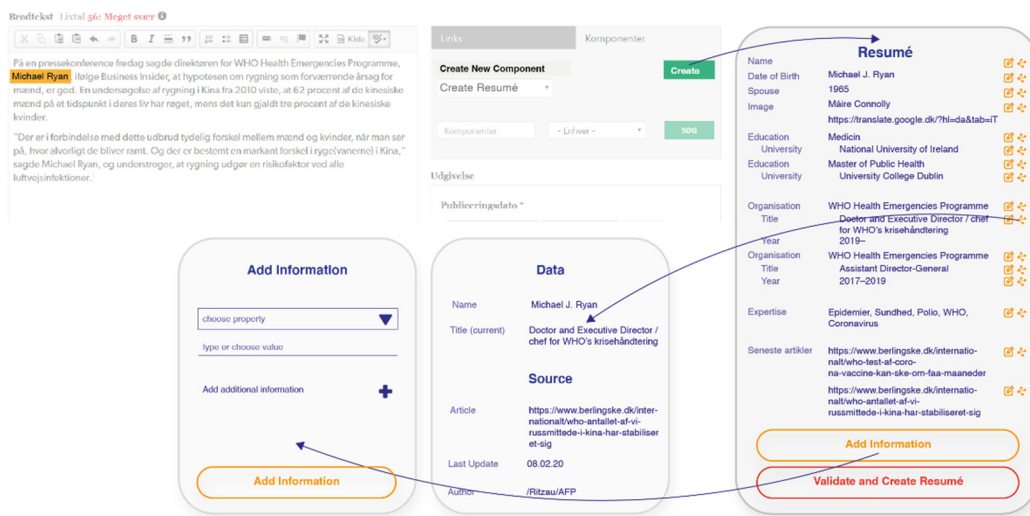 Brødtekst Lixtal 56: Meget svær
B I
Kilde
På en pressekonference fredag sagde direktøren for WHO Health Emergencies Programme,
Michael Ryan, ifølge Business Insider, at hypotesen om rygning som forværrende årsag for
mænd, er god. En undersøgelse af rygning i Kina fra 2010 viste, at 62 procent af de kinesiske
mænd på et tidspunkt i deres liv har røget, mens det kun gjaldt tre procent af de kinesiske
kvinder.
"Der er i forbindelse med dette udbrud tydelig forskel mellem mænd og kvinder, når man ser
på, hvor alvorligt de bliver ramt. Og der er bestemt en markant forskel i ryge(vanerne) i Kina,"
sagde Michael Ryan, og understreger, at rygning udgør en risikofaktor ved alle
luftvejsinfektioner.
Links
Komponenter
Create New Component
Create
Create Resumé
Komponenter
- Enhver -
SØG
Udgivelse
Publiceringsdato *
Resumé
Name
Date of Birth Michael J. Ryan
Spouse 1965
Image Máire Connolly
https://translate.google.dk/?hl=da&tab=iT
Education Medicin
University National University of Ireland
Education Master of Public Health
University University College Dublin
Organisation WHO Health Emergencies Programme
Title Doctor and Executive Director / chef
for WHO's krisehåndtering
Year 2019–
Organisation WHO Health Emergencies Programme
Title Assistant Director-General
Year 2017–2019
Expertise Epidemier, Sundhed, Polio, WHO,
Coronavirus
Seneste artikler https://www.berlingske.dk/internatio-
nalt/who-test-af-coro-
na-vaccine-kan-ske-om-faa-maaneder
https://www.berlingske.dk/internatio-
nalt/who-antallet-af-vi-
russmittede-i-kina-har-stabiliseret-sig
Add Information
Validate and Create Resumé
Add Information
choose property
type or choose value
Add additional information
Add Information
Data
Name Michael J. Ryan
Title (current) Doctor and Executive Director /
chef for WHO's krisehåndtering
Source
Article https://www.berlingske.dk/inter-
nationalt/who-antallet-af-vi-
russmittede-i-kina-har-stabiliser
et-sig
Last Update 08.02.20
Author /Ritzau/AFP